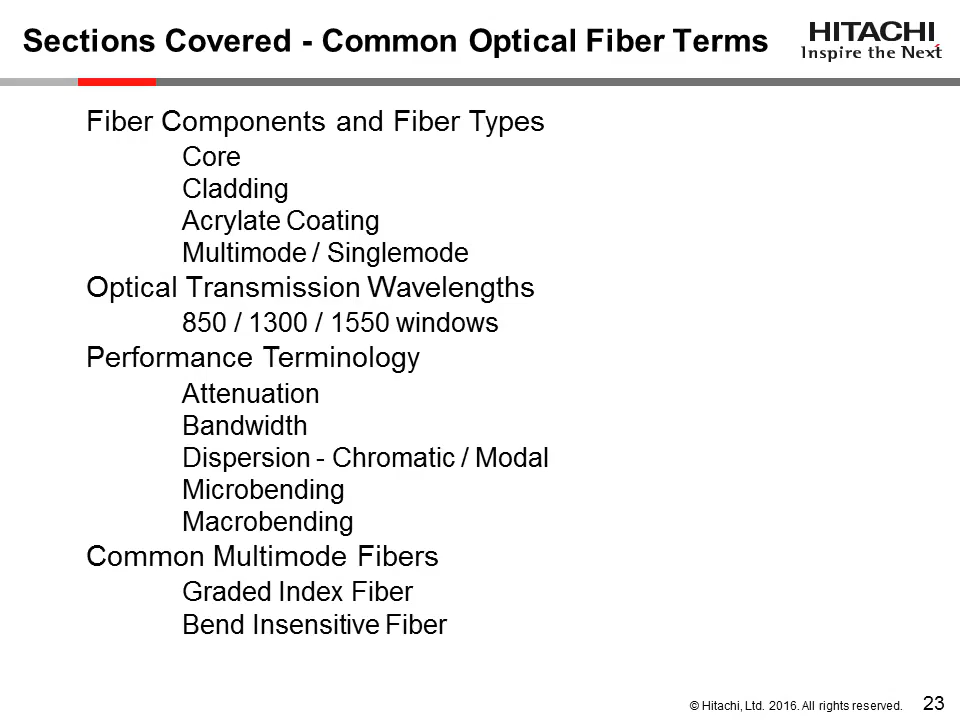 Sections Covered - Common Optical Fiber Terms
HITACHI
Inspire the Next
Fiber Components and Fiber Types
Core
Cladding
Acrylate Coating
Multimode / Singlemode
Optical Transmission Wavelengths
850 / 1300 / 1550 windows
Performance Terminology
Attenuation
Bandwidth
Dispersion - Chromatic / Modal
Microbending
Macrobending
Common Multimode Fibers
Graded Index Fiber
Bend Insensitive Fiber
© Hitachi, Ltd. 2016. All rights reserved. 23